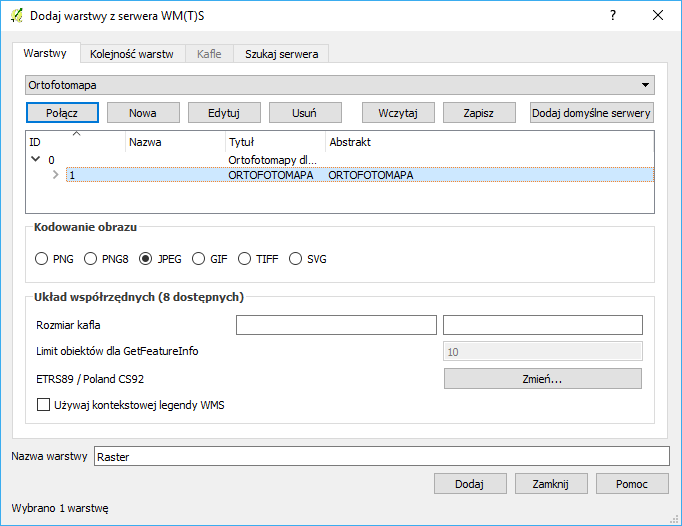 Dodaj warstwy z serwera WM(T)S
Warstwy Kolejność warstw Kafle Szukaj serwera
Ortofotomapa
Połącz Nowa Edytuj Usuń Wczytaj Zapisz Dodaj domyślne serwery
ID Nazwa Tytuł Abstrakt
0 Ortofotomapy dl...
1 ORTOFOTOMAPA ORTOFOTOMAPA
Kodowanie obrazu
PNG PNG8 JPEG GIF TIFF SVG
Układ współrzędnych (8 dostępnych)
Rozmiar kafla
Limit obiektów dla GetFeatureInfo 10
ETRS89 / Poland CS92 Zmień...
Używaj kontekstowej legendy WMS
Nazwa warstwy Raster
Dodaj Zamknij Pomoc
Wybrano 1 warstwę